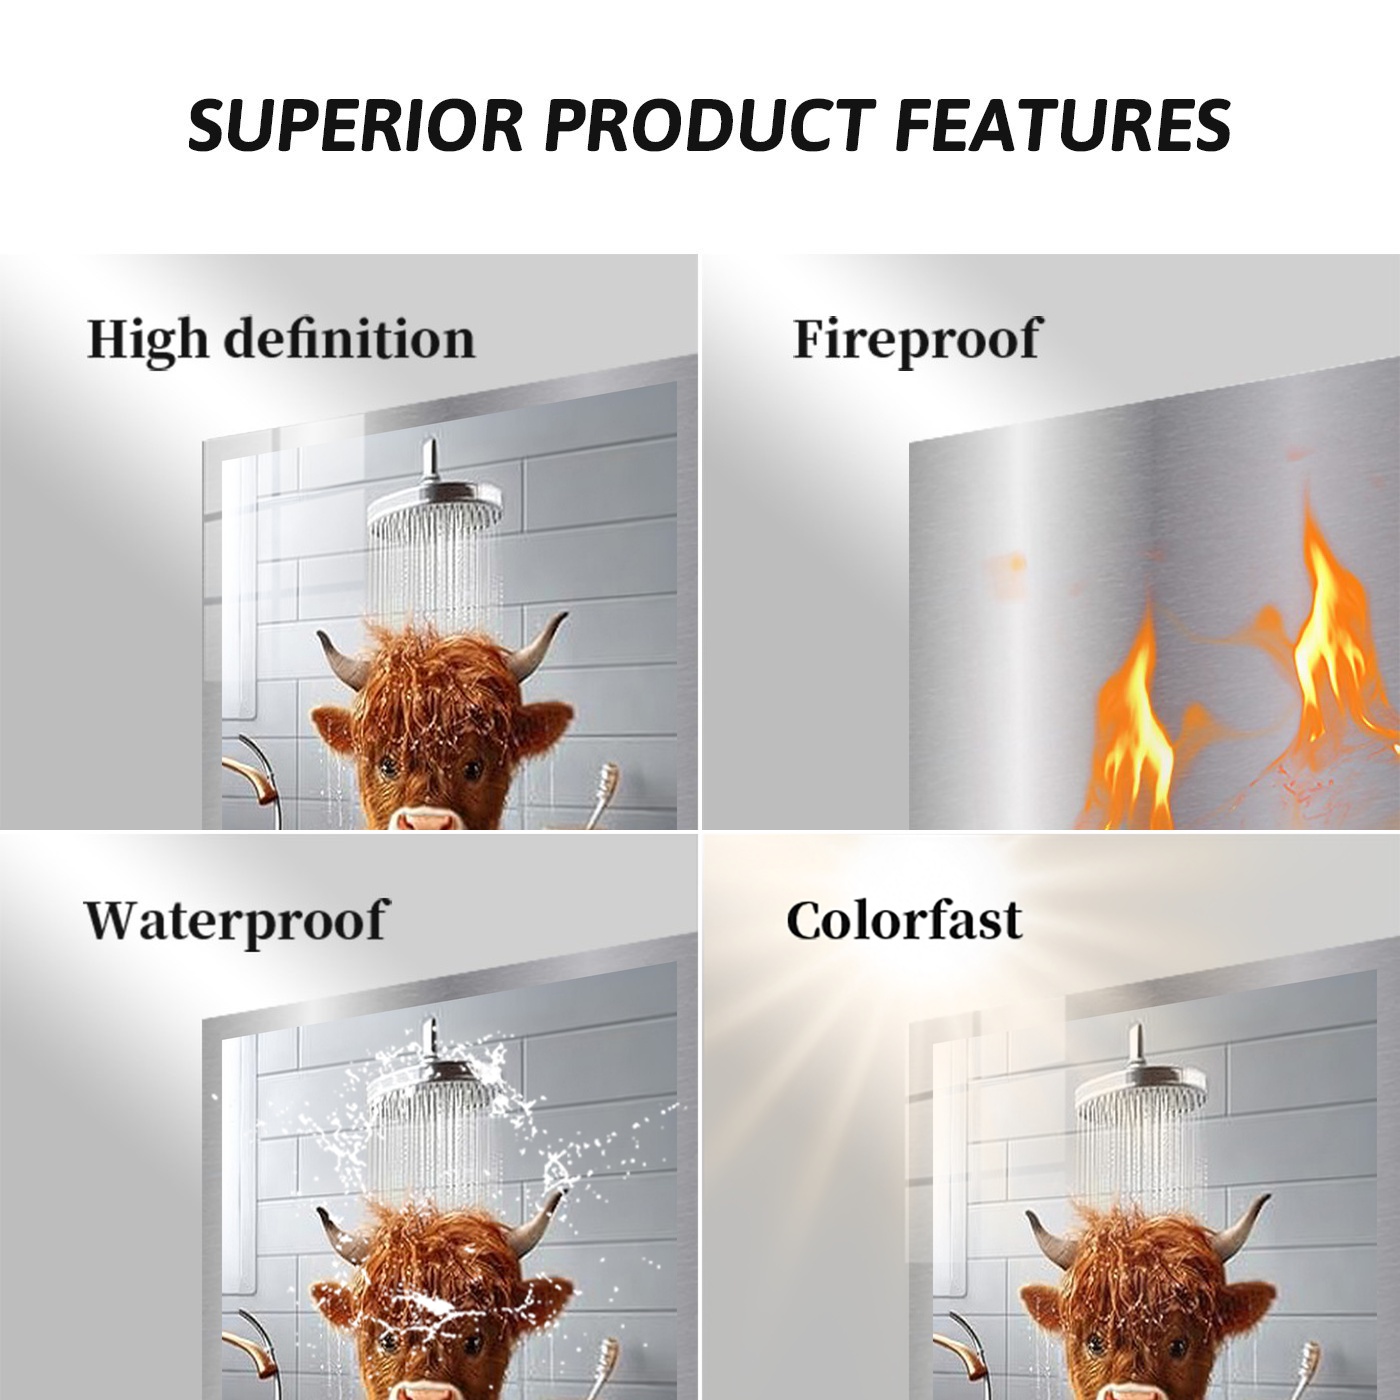 SUPERIOR PRODUCT FEATURES
High definition
Fireproof
Waterproof
Colorfast